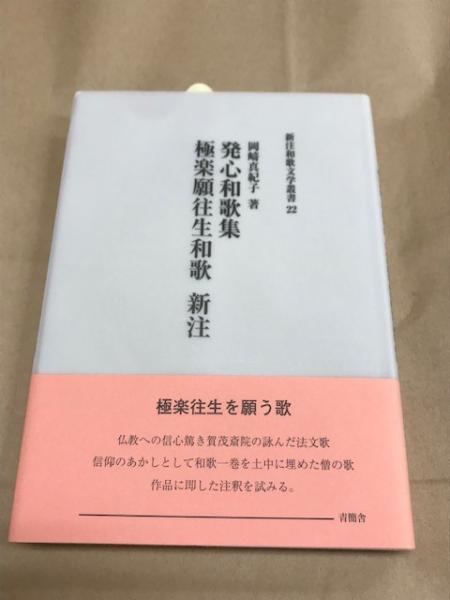 新注和歌文学叢書 22
岡﨑真紀子 著
発心和歌集
極楽願往生和歌 新注
極楽往生を願う歌
仏教への信心篤き賀茂斎院の詠んだ法文歌
信仰のあかしとして和歌一巻を土中に埋めた僧の歌
作品に即した注釈を試みる。
青簡舎